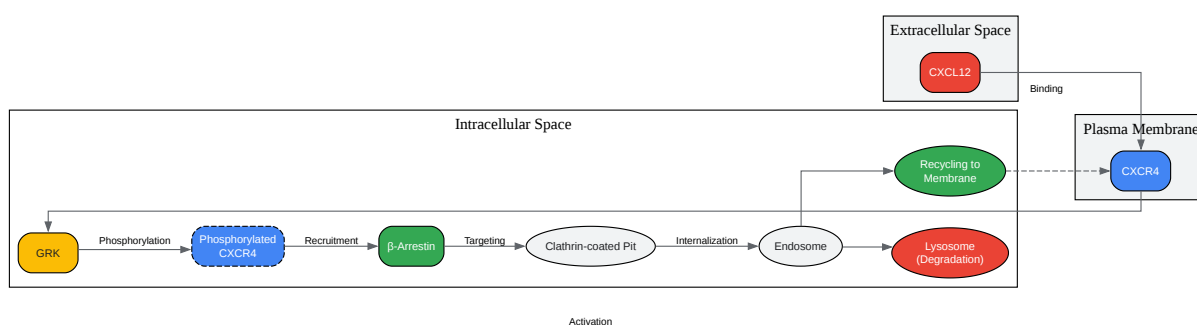 Extracellular Space
CXCL12
Binding
Intracellular Space
Plasma Membrane
Recycling to
Membrane
CXCR4
GRK
Phosphorylation
Phosphorylated
CXCR4
Recruitment
β-Arrestin
Targeting
Clathrin-coated Pit
Internalization
Endosome
Lysosome
(Degradation)
Activation